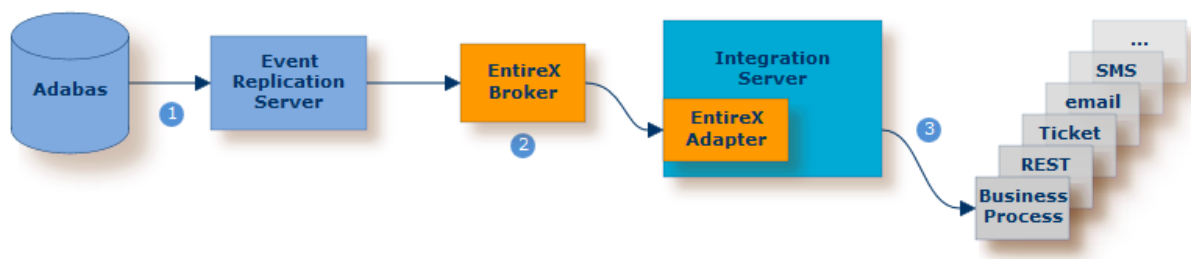 Adabas
1
Event
Replication
Server
EntireX
Broker
2
Integration
Server
EntireX
Adapter
3
...
SMS
email
Ticket
REST
Business
Process